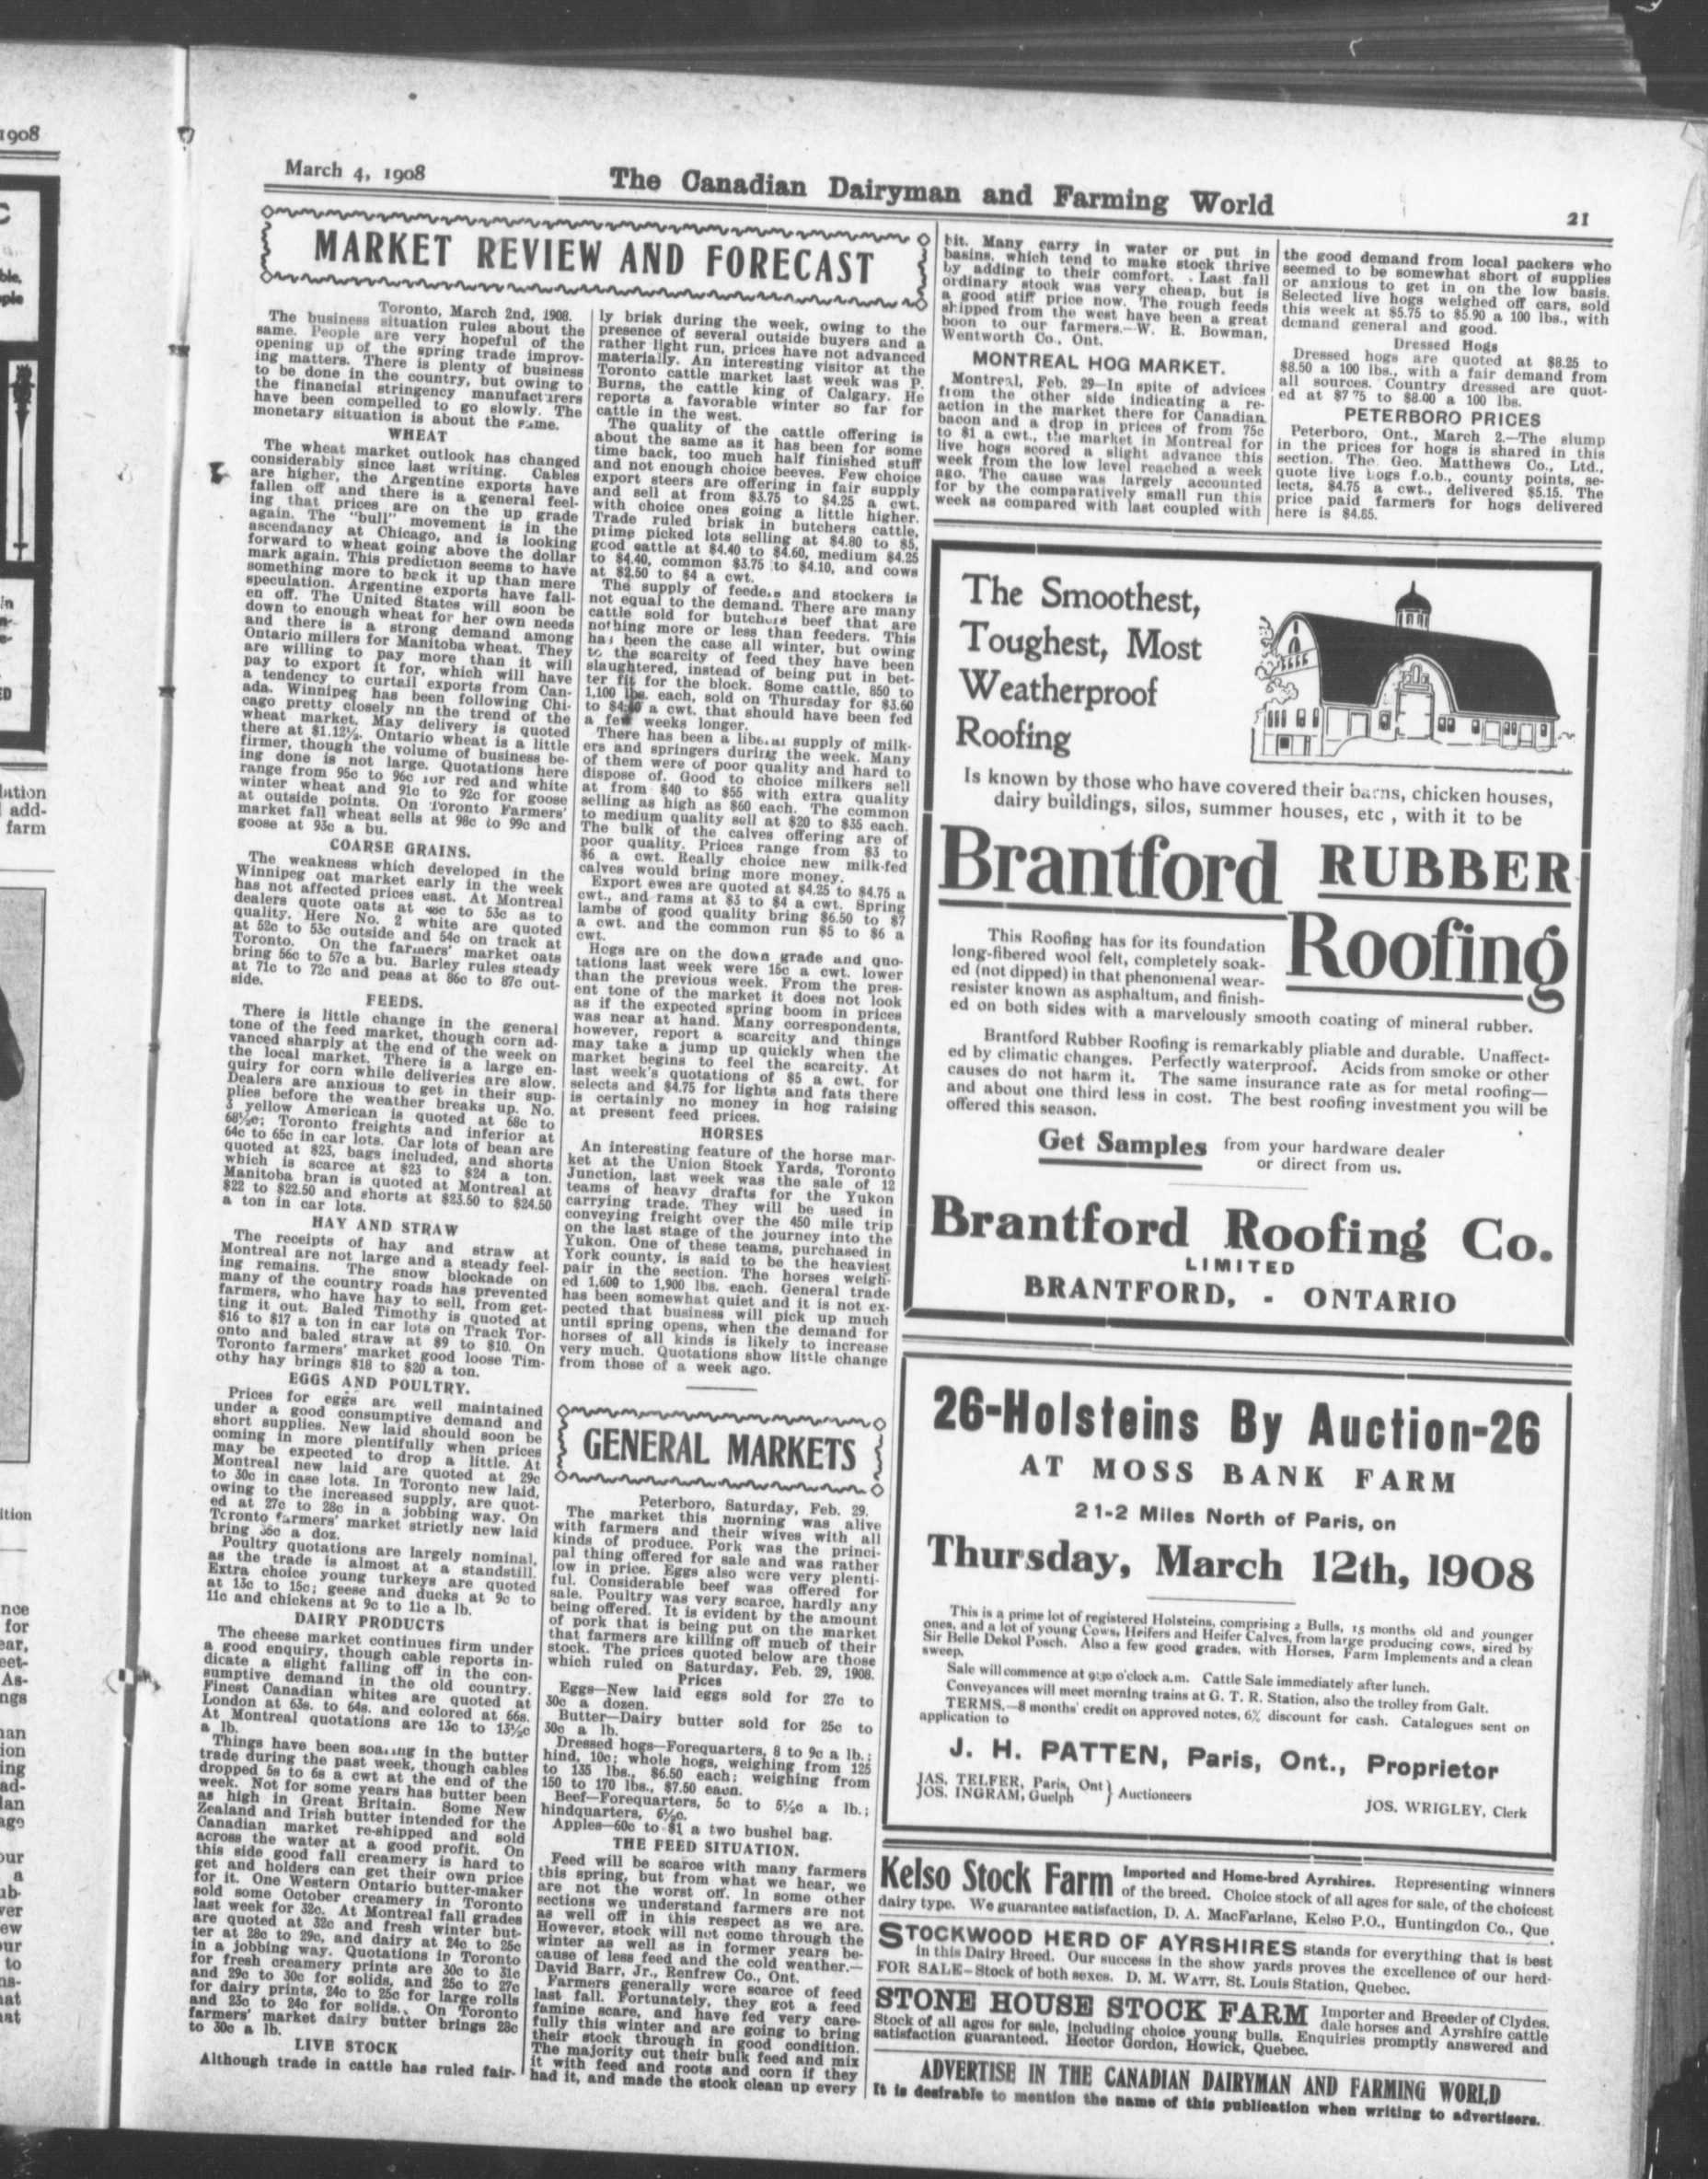 1908
March 4, 1908
The Canadian Dairyman and Farming World
21
MARKET REVIEW AND FORECAST
Toronto, March 2nd, 1908.
The business situation rules about the
same. People are very hopeful of the
opening up of the spring trade improv-
ing matters. There is plenty of business
to be done in the country, but owing to
the financial stringency manufacturers
have been compelled to go slowly. The
monetary situation is about the same.
WHEAT
The wheat market outlook has changed
considerably since last writing. Cables
are higher, the Argentine exports have
fallen off and there is a general feel-
ing that prices are on the up grade
again. The "bull" movement is in the
ascendancy at Chicago, and is looking
forward to wheat going above the dollar
mark again. This prediction seems to have
something more to back it up than mere
speculation. Argentine exports have fall-
en off. The United States will soon be
down to enough wheat for her own needs
and there is a strong demand among
Ontario millers for Manitoba wheat. They
are willing to pay more than it will
pay to export it for, which will have
a tendency to curtail exports from Can-
ada. Winnipeg has been following Chi-
cago pretty closely nn the trend of the
wheat market. May delivery is quoted
there at $1.12½. Ontario wheat is a little
firmer, though the volume of business be-
ing done is not large. Quotations here
range from 95c to 96c for red and white
winter wheat and 91c to 92c for goose
at outside points. On Toronto Farmers'
market fall wheat sells at 98c to 99c and
goose at 93c a bu.
COARSE GRAINS.
The weakness which developed in the
Winnipeg oat market early in the week
has not affected prices east. At Montreal
dealers quote oats at to 53c as to
quality. Here No. 2 white are quoted
at 52c to 53c outside and 54c on track at
Toronto. On the farmers' market oats
bring 56c to 57c a bu. Barley rules steady
at 71c to 72c and peas at 86c to 87c out-
side.
FEEDS.
There is little change in the general
tone of the feed market, though corn ad-
vanced sharply at the end of the week on
the local market. There is a large en-
quiry for corn while deliveries are slow.
Dealers are anxious to get in their sup-
plies before the weather breaks up. No.
3 yellow American is quoted at 68c to
68½c; Toronto freights and inferior at
64c to 65c in car lots. Car lots of bean are
quoted at $23, bags included, and shorts
which is scarce at $23 to $24 a ton.
Manitoba bran is quoted at Montreal at
$22 to $22.50 and shorts at $23.50 to $24.50
a ton in car lots.
HAY AND STRAW
The receipts of hay and straw at
Montreal are not large and a steady feel-
ing remains. The snow blockade on
many of the country roads has prevented
farmers, who have hay to sell, from get-
ting it out. Baled Timothy is quoted at
$16 to $17 a ton in car lots on Track Tor-
onto and baled straw at $9 to $10. On
Toronto farmers' market good loose Tim-
othy hay brings $18 to $20 a ton.
EGGS AND POULTRY.
Prices for eggs are well maintained
under a good consumptive demand and
short supplies. New laid should soon be
coming in more plentifully when prices
may be expected to drop a little. At
Montreal new laid are quoted at 29c
to 30c in case lots. In Toronto new laid,
owing to the increased supply, are quot-
ed at 27c to 28c in a jobbing way. On
Toronto farmers' market strictly new laid
bring 35c a doz.
Poultry quotations are largely nominal,
as the trade is almost at a standstill.
Extra choice young turkeys are quoted
at 13c to 15c; geese and ducks at 9c to
11c and chickens at 9c to 11c a lb.
DAIRY PRODUCTS
The cheese market continues firm under
a good enquiry, though cable reports in-
dicate a slight falling off in the con-
sumptive demand in the old country.
Finest Canadian whites are quoted at
London at 63s. to 64s. and colored at 66s.
At Montreal quotations are 13c to 13½c
a lb.
Things have been soaring in the butter
trade during the past week, though cables
dropped 5s to 6s a cwt at the end of the
week. Not for some years has butter been
as high in Great Britain. Some New
Zealand and Irish butter intended for the
Canadian market re-shipped and sold
across the water at a good profit. On
this side good fall creamery is hard to
get and holders can get their own price
for it. One Western Ontario butter-maker
sold some October creamery in Toronto
last week for 32c. At Montreal fall grades
are quoted at 32c and fresh winter but-
ter at 28c to 29c, and dairy at 24c to 25c
in a jobbing way. Quotations in Toronto
for fresh creamery prints are 30c to 31c
and 29c to 30c for solids, and 25c to 27c
for dairy prints, 24c to 25c for large rolls
and 23c to 24c for solids. On Toronto
farmers' market dairy butter brings 28c
to 30c a lb.
LIVE STOCK
Although trade in cattle has ruled fair-
ly brisk during the week, owing to the
presence of several outside buyers and a
rather light run, prices have not advanced
materially. An interesting visitor at the
Toronto cattle market last week was P.
Burns, the cattle king of Calgary. He
reports a favorable winter so far for
cattle in the west.
The quality of the cattle offering is
about the same as it has been for some
time back, too much half finished stuff
and not enough choice beeves. Few choice
export steers are offering in fair supply
and sell at from $3.75 to $4.25 a cwt.
with choice ones going a little higher.
Trade ruled brisk in butchers cattle,
prime picked lots selling at $4.80 to $5,
good cattle at $4.40 to $4.60, medium $4.25
to $4.40, common $3.75 to $4.10, and cows
at $2.50 to $4 a cwt.
The supply of feeders and stockers is
not equal to the demand. There are many
cattle sold for butchers beef that are
nothing more or less than feeders. This
has been the case all winter, but owing
to the scarcity of feed they have been
slaughtered, instead of being put in bet-
ter fit for the block. Some cattle, 850 to
1,100 lbs. each, sold on Thursday for $3.60
to a cwt. that should have been fed
a few weeks longer.
There has been a liberal supply of milk-
ers and springers during the week. Many
of them were of poor quality and hard to
dispose of. Good to choice milkers sell
at from $40 to $55 with extra quality
selling as high as $60 each. The common
to medium quality sell at $20 to $35 each.
The bulk of the calves offering are of
poor quality. Prices range from $3 to
$6 a cwt. Really choice new milk-fed
calves would bring more money.
Export ewes are quoted at $4.25 to $4.75 a
cwt., and rams at $3 to $4 a cwt. Spring
lambs of good quality bring $6.50 to $7
a cwt. and the common run $5 to $6 a
cwt.
Hogs are on the down grade and quo-
tations last week were 15c a cwt. lower
than the previous week. From the pres-
ent tone of the market it does not look
as if the expected spring boom in prices
was near at hand. Many correspondents,
however, report a scarcity and things
may take a jump up quickly when the
market begins to feel the scarcity. At
last week's quotations of $5 a cwt. for
selects and $4.75 for lights and fats there
is certainly no money in hog raising
at present feed prices.
HORSES
An interesting feature of the horse mar-
ket at the Union Stock Yards, Toronto
Junction, last week was the sale of 12
teams of heavy drafts for the Yukon
carrying trade. They will be used in
conveying freight over the 450 mile trip
on the last stage of the journey into the
Yukon. One of these teams, purchased in
York county, is said to be the heaviest
pair in the section. The horses weigh-
ed 1,600 to 1,900 lbs. each. General trade
has been somewhat quiet and it is not ex-
pected that business will pick up much
until spring opens, when the demand for
horses of all kinds is likely to increase
very much. Quotations show little change
from those of a week ago.
GENERAL MARKETS
Peterboro, Saturday, Feb. 29.
The market this morning was alive
with farmers and their wives with all
kinds of produce. Pork was the princi-
pal thing offered for sale and was rather
low in price. Eggs also were very plenti-
ful. Considerable beef was offered for
sale. Poultry was very scarce, hardly any
being offered. It is evident by the amount
of pork that is being put on the market
that farmers are killing off much of their
stock. The prices quoted below are those
which ruled on Saturday, Feb. 29, 1908.
Prices
Eggs—New laid eggs sold for 27c to
30c a dozen.
Butter—Dairy butter sold for 25c to
30c a lb.
Dressed hogs—Forequarters, 8 to 9c a lb.;
hind, 10c; whole hogs, weighing from 125
to 135 lbs., $6.50 each; weighing from
150 to 170 lbs., $7.50 each.
Beef—Forequarters, 5c to 5½c a lb.;
hindquarters, 6½c.
Apples—60c to $1 a two bushel bag.
THE FEED SITUATION.
Feed will be scarce with many farmers
this spring, but from what we hear, we
are not the worst off. In some other
sections we understand farmers are not
as well off in this respect as we are.
However, stock will not come through the
winter as well as in former years be-
cause of less feed and the cold weather.—
David Barr, Jr., Renfrew Co., Ont.
Farmers generally were scarce of feed
last fall. Fortunately, they got a feed
famine scare, and have fed very care-
fully this winter and are going to bring
their stock through in good condition.
The majority cut their bulk feed and mix
it with feed and roots and corn if they
had it, and made the stock clean up every
bit. Many carry in water or put in
basins, which tend to make stock thrive
by adding to their comfort. Last fall
ordinary stock was very cheap, but is
a good stiff price now. The rough feeds
shipped from the west have been a great
boon to our farmers.—W. R. Bowman,
Wentworth Co., Ont.
MONTREAL HOG MARKET.
Montreal, Feb. 29—In spite of advices
from the other side indicating a re-
action in the market there for Canadian
bacon and a drop in prices of from 75c
to $1 a cwt., the market in Montreal for
live hogs scored a slight advance this
week from the low level reached a week
ago. The cause was largely accounted
for by the comparatively small run this
week as compared with last coupled with
the good demand from local packers who
seemed to be somewhat short of supplies
or anxious to get in on the low basis.
Selected live hogs weighed off cars, sold
this week at $5.75 to $5.90 a 100 lbs., with
demand general and good.
Dressed Hogs
Dressed hogs are quoted at $8.25 to
$8.50 a 100 lbs., with a fair demand from
all sources. Country dressed are quot-
ed at $7 75 to $8.00 a 100 lbs.
PETERBORO PRICES
Peterboro, Ont., March 2.—The slump
in the prices for hogs is shared in this
section. The Geo. Matthews Co., Ltd.,
quote live hogs f.o.b., county points, se-
lects, $4.75 a cwt., delivered $5.15. The
price paid farmers for hogs delivered
here is $4.85.
The Smoothest,
Toughest, Most
Weatherproof
Roofing
Is known by those who have covered their barns, chicken houses,
dairy buildings, silos, summer houses, etc , with it to be
Brantford RUBBER
Roofing
This Roofing has for its foundation
long-fibered wool felt, completely soak-
ed (not dipped) in that phenomenal wear-
resister known as asphaltum, and finish-
ed on both sides with a marvelously smooth coating of mineral rubber.
Brantford Rubber Roofing is remarkably pliable and durable. Unaffect-
ed by climatic changes. Perfectly waterproof. Acids from smoke or other
causes do not harm it. The same insurance rate as for metal roofing—
and about one third less in cost. The best roofing investment you will be
offered this season.
Get Samples from your hardware dealer
or direct from us.
Brantford Roofing Co.
LIMITED
BRANTFORD, - ONTARIO
26-Holsteins By Auction-26
AT MOSS BANK FARM
2 1-2 Miles North of Paris, on
Thursday, March 12th, 1908
This is a prime lot of registered Holsteins, comprising 2 Bulls, 15 months old and younger
ones, and a lot of young Cows, Heifers and Heifer Calves, from large producing cows, sired by
Sir Belle Dekol Posch. Also a few good grades, with Horses, Farm Implements and a clean
sweep.
Sale will commence at 9:30 o'clock a.m. Cattle Sale immediately after lunch.
Conveyances will meet morning trains at G. T. R. Station, also the trolley from Galt.
TERMS.—8 months' credit on approved notes, 6% discount for cash. Catalogues sent on
application to
J. H. PATTEN, Paris, Ont., Proprietor
JAS. TELFER, Paris, Ont
JOS. INGRAM, Guelph } Auctioneers
JOS. WRIGLEY, Clerk
Kelso Stock Farm Imported and Home-bred Ayrshires. Representing winners
of the breed. Choice stock of all ages for sale, of the choicest
dairy type. We guarantee satisfaction, D. A. MacFarlane, Kelso P.O., Huntingdon Co., Que
STOCKWOOD HERD OF AYRSHIRES stands for everything that is best
in this Dairy Breed. Our success in the show yards proves the excellence of our herd-
FOR SALE—Stock of both sexes. D. M. WATT, St. Louis Station, Quebec.
STONE HOUSE STOCK FARM Importer and Breeder of Clydes.
dale horses and Ayrshire cattle
Stock of all ages for sale, including choice young bulls. Enquiries promptly answered and
satisfaction guaranteed. Hector Gordon, Howick, Quebec.
ADVERTISE IN THE CANADIAN DAIRYMAN AND FARMING WORLD
It is desirable to mention the name of this publication when writing to advertisers.